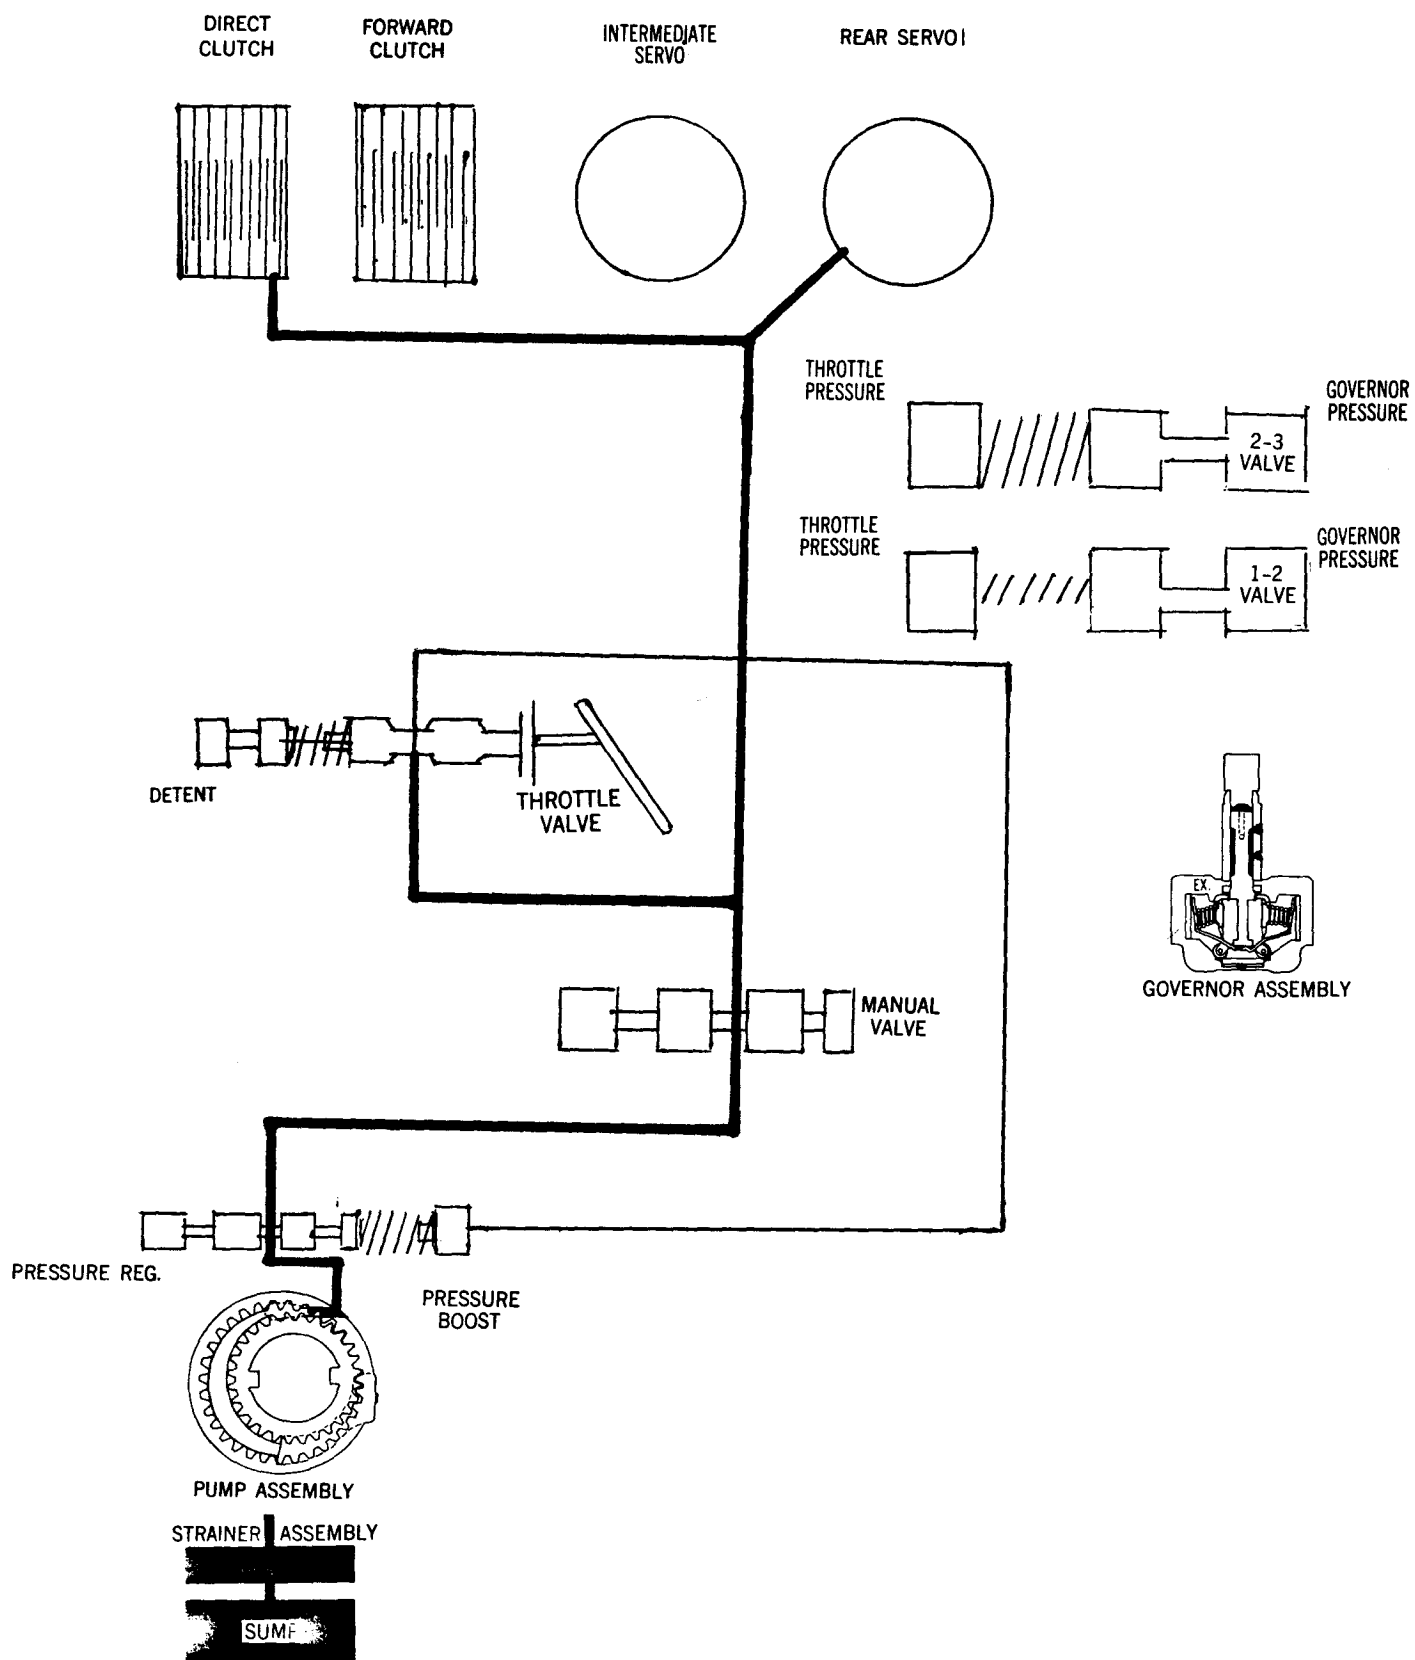 DIRECT
CLUTCH
FORWARD
CLUTCH
INTERMEDIATE
SERVO
REAR SERVO
THROTTLE
PRESSURE
GOVERNOR
PRESSURE
2-3
VALVE
THROTTLE
PRESSURE
GOVERNOR
PRESSURE
1-2
VALVE
DETENT
THROTTLE
VALVE
EX.
GOVERNOR ASSEMBLY
MANUAL
VALVE
PRESSURE REG.
PRESSURE
BOOST
PUMP ASSEMBLY
STRAINER ASSEMBLY
SUMP